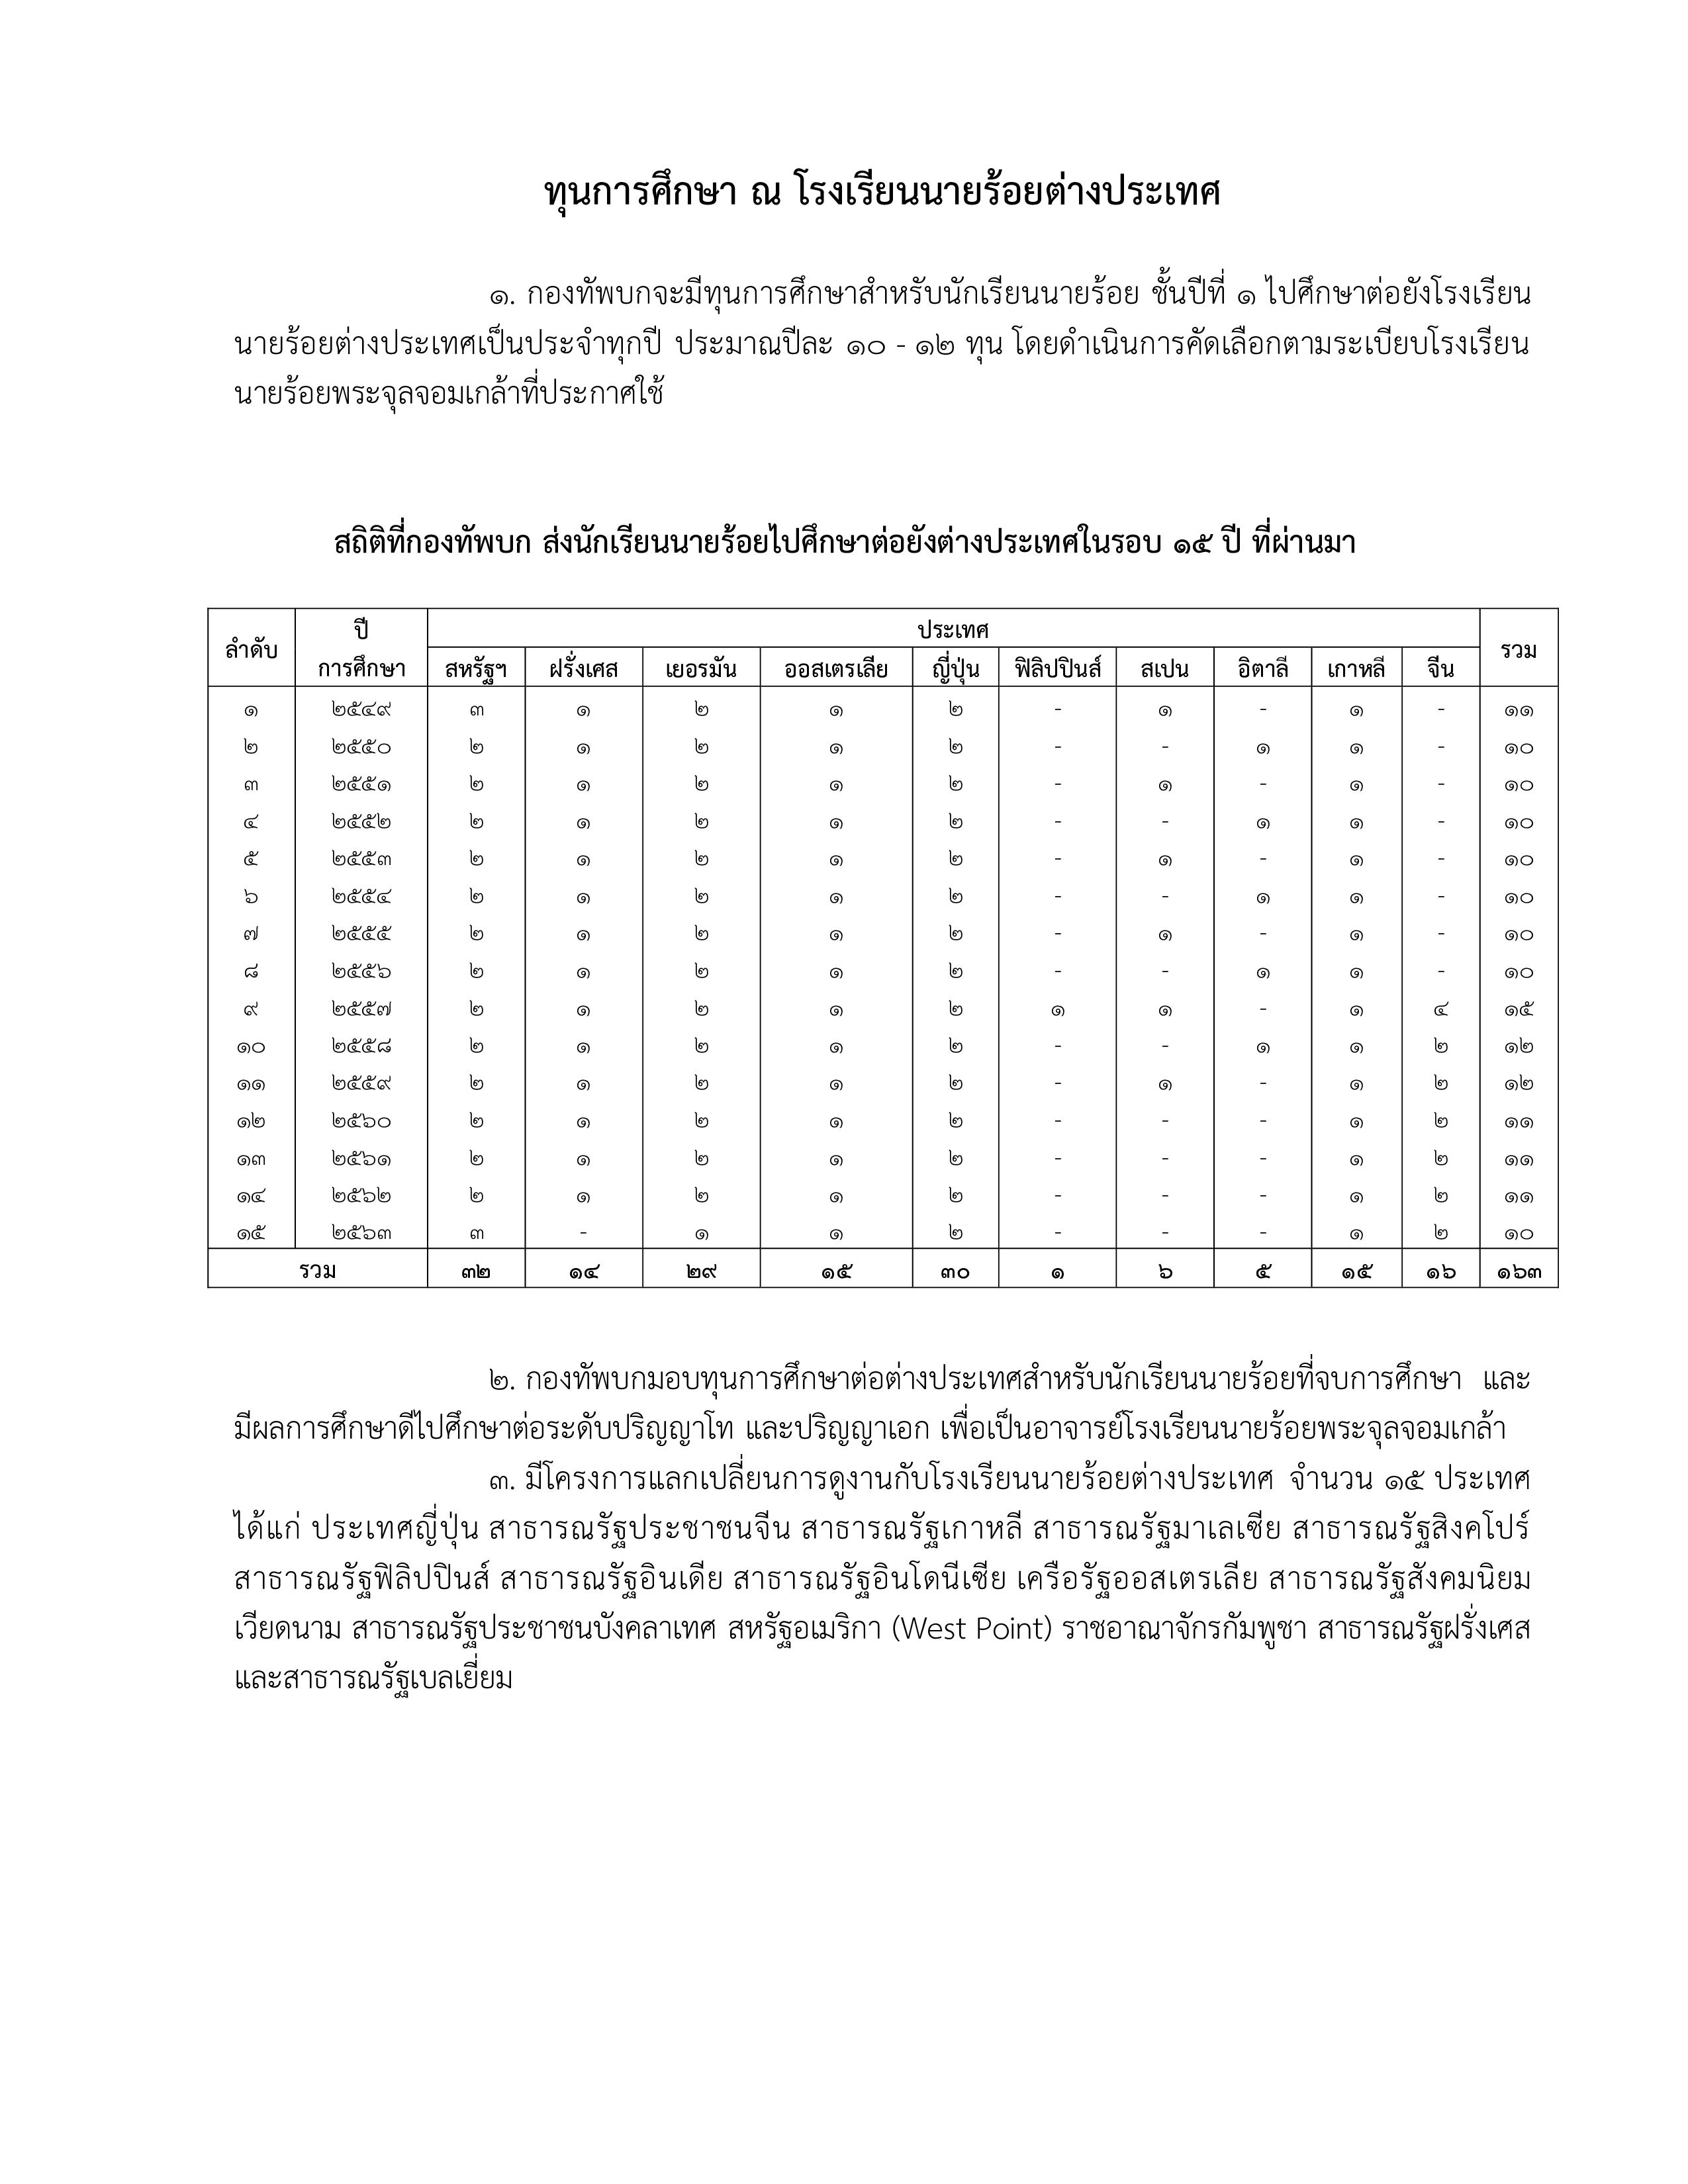 ทุนการศึกษา ณ โรงเรียนนายร้อยต่างประเทศ
๑. กองทัพบกจะมีทุนการศึกษาสำหรับนักเรียนนายร้อย ชั้นปีที่ ๑ ไปศึกษาต่อยังโรงเรียน
นายร้อยต่างประเทศเป็นประจำทุกปี ประมาณปีละ ๑๐ - ๑๒ ทุน โดยดำเนินการคัดเลือกตามระเบียบโรงเรียน
นายร้อยพระจุลจอมเกล้าที่ประกาศใช้
สถิติที่กองทัพบก ส่งนักเรียนนายร้อยไปศึกษาต่อยังต่างประเทศในรอบ ๑๕ ปี ที่ผ่านมา
ลำดับ ปี ประเทศ รวม
การศึกษา สหรัฐฯ ฝรั่งเศส เยอรมัน ออสเตรเลีย ญี่ปุ่น ฟิลิปปินส์ สเปน อิตาลี เกาหลี จีน
๑ ๒๕๔๙ ๓ ๑ ๒ ๑ ๒ - ๑ - ๑ - ๑๑
๒ ๒๕๕๐ ๒ ๑ ๒ ๑ ๒ - - ๑ ๑ - ๑๐
๓ ๒๕๕๑ ๒ ๑ ๒ ๑ ๒ - ๑ - ๑ - ๑๐
๔ ๒๕๕๒ ๒ ๑ ๒ ๑ ๒ - - ๑ ๑ - ๑๐
๕ ๒๕๕๓ ๒ ๑ ๒ ๑ ๒ - ๑ - ๑ - ๑๐
๖ ๒๕๕๔ ๒ ๑ ๒ ๑ ๒ - - ๑ ๑ - ๑๐
๗ ๒๕๕๕ ๒ ๑ ๒ ๑ ๒ - ๑ - ๑ - ๑๐
๘ ๒๕๕๖ ๒ ๑ ๒ ๑ ๒ - - ๑ ๑ - ๑๐
๙ ๒๕๕๗ ๒ ๑ ๒ ๑ ๒ ๑ ๑ - ๑ ๔ ๑๕
๑๐ ๒๕๕๘ ๒ ๑ ๒ ๑ ๒ - - ๑ ๑ ๒ ๑๒
๑๑ ๒๕๕๙ ๒ ๑ ๒ ๑ ๒ - ๑ - ๑ ๒ ๑๒
๑๒ ๒๕๖๐ ๒ ๑ ๒ ๑ ๒ - - - ๑ ๒ ๑๑
๑๓ ๒๕๖๑ ๒ ๑ ๒ ๑ ๒ - - - ๑ ๒ ๑๑
๑๔ ๒๕๖๒ ๒ ๑ ๒ ๑ ๒ - - - ๑ ๒ ๑๑
๑๕ ๒๕๖๓ ๓ - ๑ ๑ ๒ - - - ๑ ๒ ๑๐
รวม ๓๒ ๑๔ ๒๙ ๑๕ ๓๐ ๑ ๖ ๕ ๑๕ ๑๖ ๑๖๓
๒. กองทัพบกมอบทุนการศึกษาต่อต่างประเทศสำหรับนักเรียนนายร้อยที่จบการศึกษา และ
มีผลการศึกษาดีไปศึกษาต่อระดับปริญญาโท และปริญญาเอก เพื่อเป็นอาจารย์โรงเรียนนายร้อยพระจุลจอมเกล้า
๓. มีโครงการแลกเปลี่ยนการดูงานกับโรงเรียนนายร้อยต่างประเทศ จำนวน ๑๕ ประเทศ
ได้แก่ ประเทศญี่ปุ่น สาธารณรัฐประชาชนจีน สาธารณรัฐเกาหลี สาธารณรัฐมาเลเซีย สาธารณรัฐสิงคโปร์
สาธารณรัฐฟิลิปปินส์ สาธารณรัฐอินเดีย สาธารณรัฐอินโดนีเซีย เครือรัฐออสเตรเลีย สาธารณรัฐสังคมนิยม
เวียดนาม สาธารณรัฐประชาชนบังคลาเทศ สหรัฐอเมริกา (West Point) ราชอาณาจักรกัมพูชา สาธารณรัฐฝรั่งเศส
และสาธารณรัฐเบลเยี่ยม